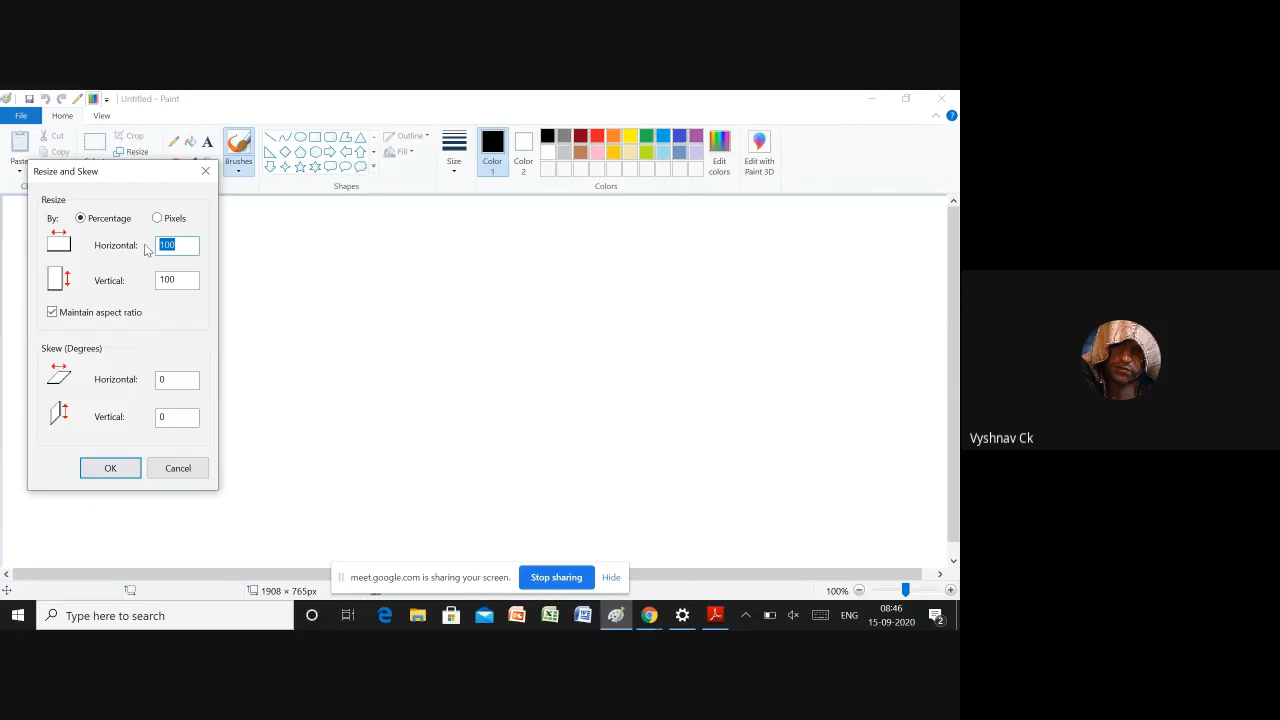 Untitled - Paint
File Home View
Cut
Copy
Crop
Resize
Brushes
Outline
Fill
Size
Color 1
Color 2
Edit colors
Edit with Paint 3D
Shapes
Colors
Resize and Skew
Resize
By: Percentage Pixels
Horizontal: 100
Vertical: 100
Maintain aspect ratio
Skew (Degrees)
Horizontal: 0
Vertical: 0
OK Cancel
Vyshnav Ck
meet.google.com is sharing your screen. Stop sharing Hide
1908 × 765px
100%
Type here to search
ENG
08:46
15-09-2020
2